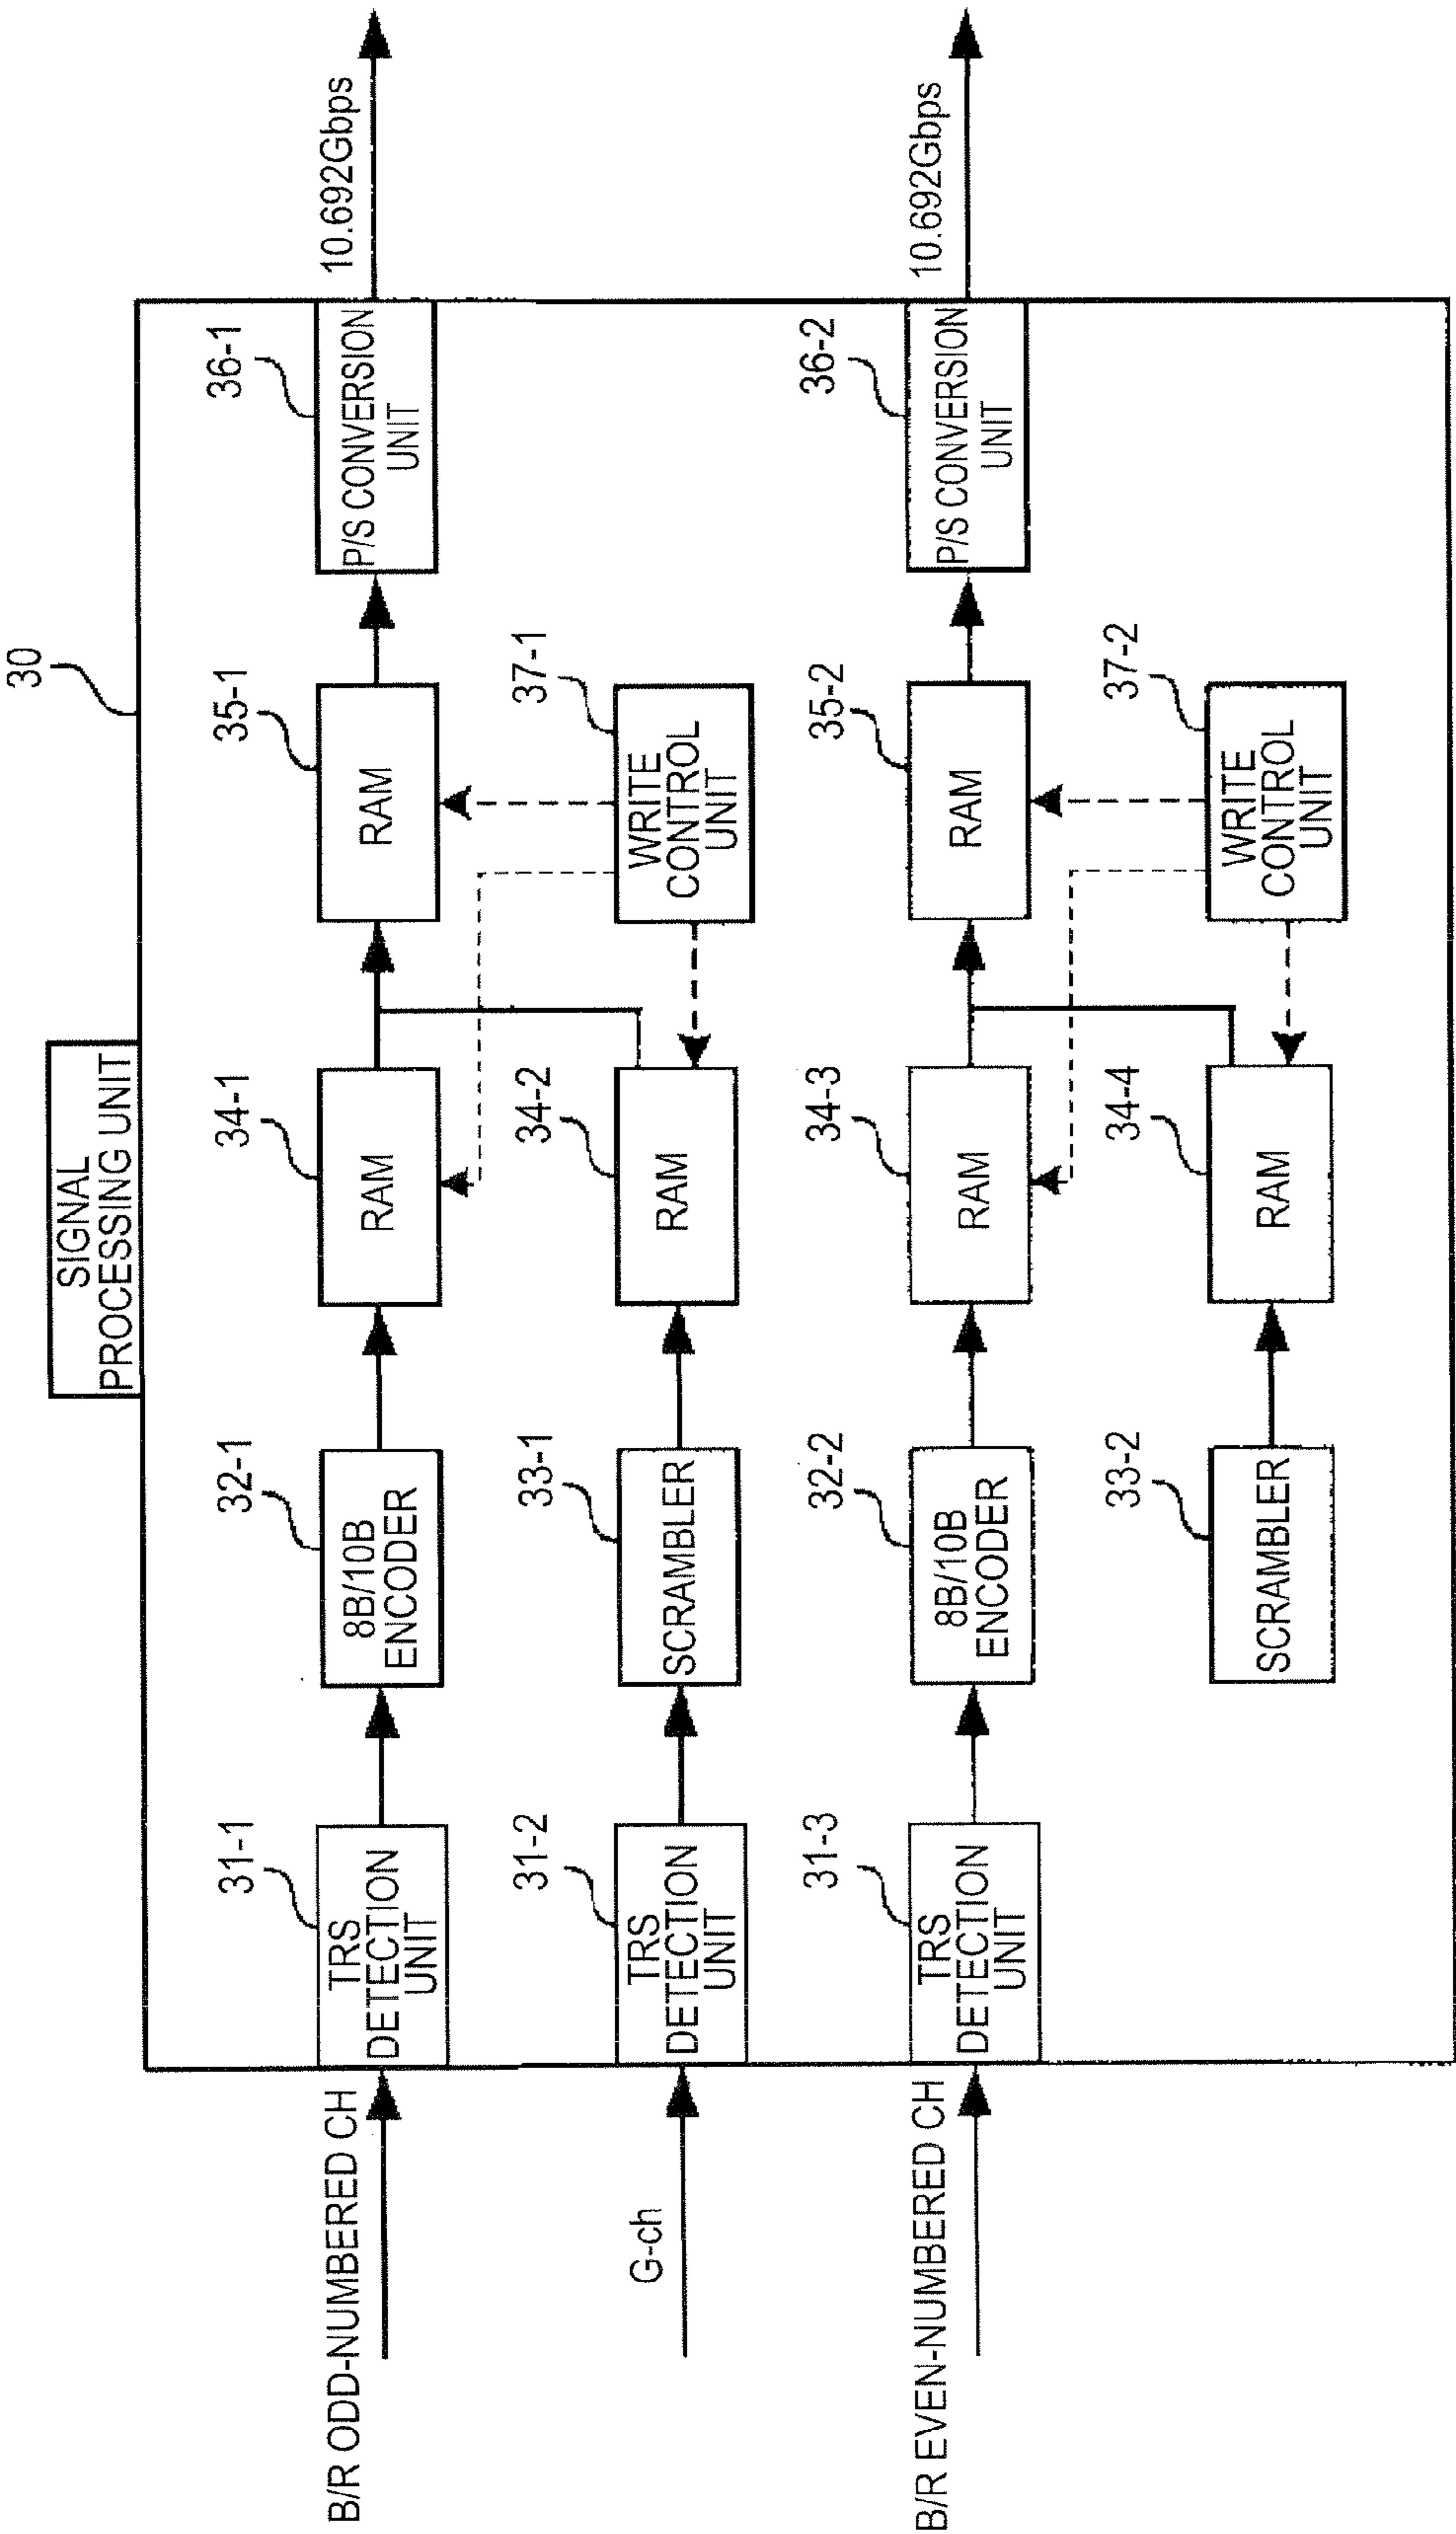 30
SIGNAL
PROCESSING UNIT
B/R ODD-NUMBERED CH
31-1
TRS
DETECTION
UNIT
32-1
8B/10B
ENCODER
34-1
RAM
35-1
RAM
36-1
P/S CONVERSION
UNIT
10.692Gbps
G-ch
31-2
TRS
DETECTION
UNIT
33-1
SCRAMBLER
34-2
RAM
37-1
WRITE
CONTROL
UNIT
B/R EVEN-NUMBERED CH
31-3
TRS
DETECTION
UNIT
32-2
8B/10B
ENCODER
34-3
RAM
35-2
RAM
36-2
P/S CONVERSION
UNIT
10.692Gbps
33-2
SCRAMBLER
34-4
RAM
37-2
WRITE
CONTROL
UNIT